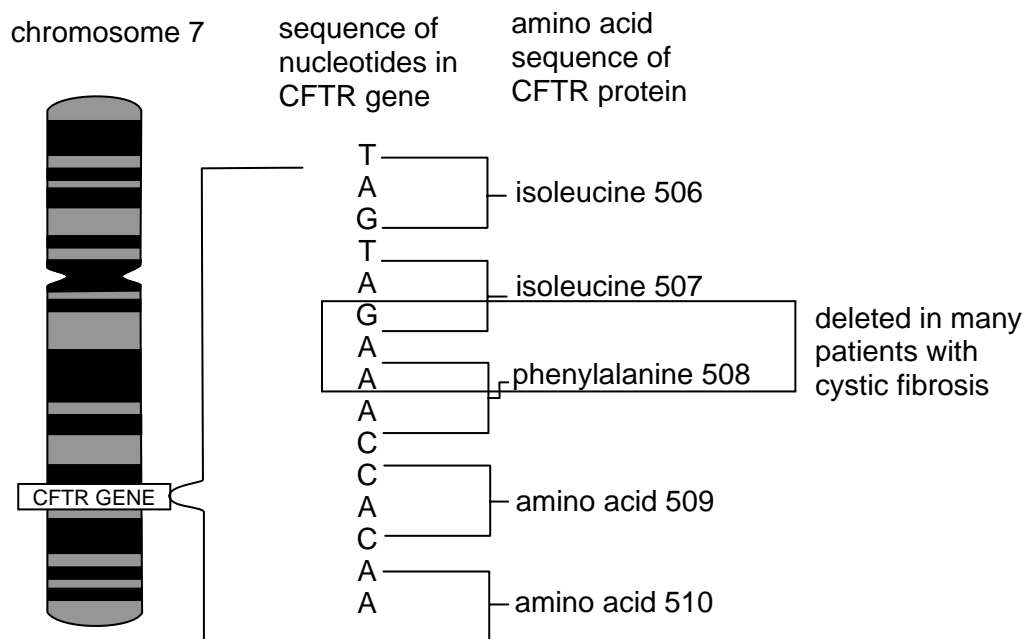 chromosome 7
sequence of
nucleotides in
CFTR gene
amino acid
sequence of
CFTR protein
T
A
isoleucine 506
G
T
A
isoleucine 507
G
A
A
phenylalanine 508
A
C
C
A
amino acid 509
C
A
A
amino acid 510
deleted in many
patients with
cystic fibrosis
CFTR GENE